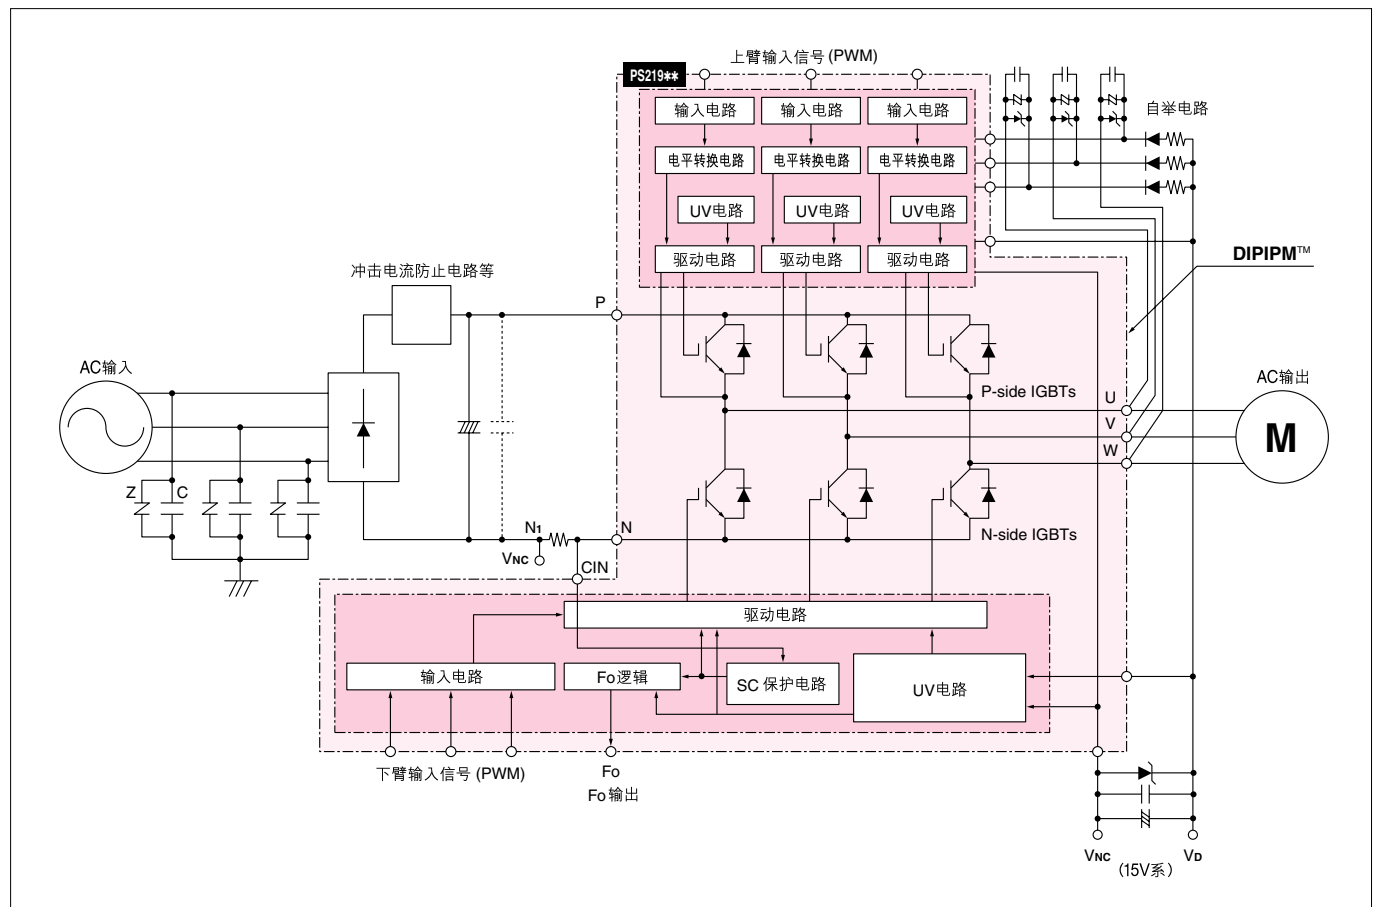 上臂输入信号 (PWM)
PS219**
输入电路 输入电路 输入电路
自举电路
电平转换电路 电平转换电路 电平转换电路
UV电路 UV电路 UV电路
驱动电路 驱动电路 驱动电路
DIPIPM™
冲击电流防止电路等
P
AC输入
P-side IGBTs
U
V
W
AC输出
M
Z C
N1
VNC
N
CIN
N-side IGBTs
驱动电路
输入电路
Fo逻辑
SC 保护电路
UV电路
下臂输入信号 (PWM)
Fo
Fo 输出
VNC
VD
(15V系)